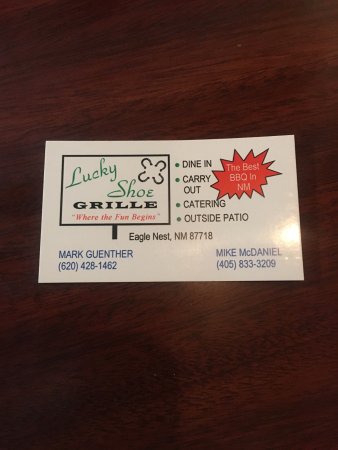 Lucky
Shoe
GRILLE
"Where the Fun Begins"
• DINE IN
• CARRY
OUT
• CATERING
• OUTSIDE PATIO
The Best
BBQ In
NM
Eagle Nest, NM 87718
MARK GUENTHER
(620) 428-1462
MIKE McDANIEL
(405) 833-3209